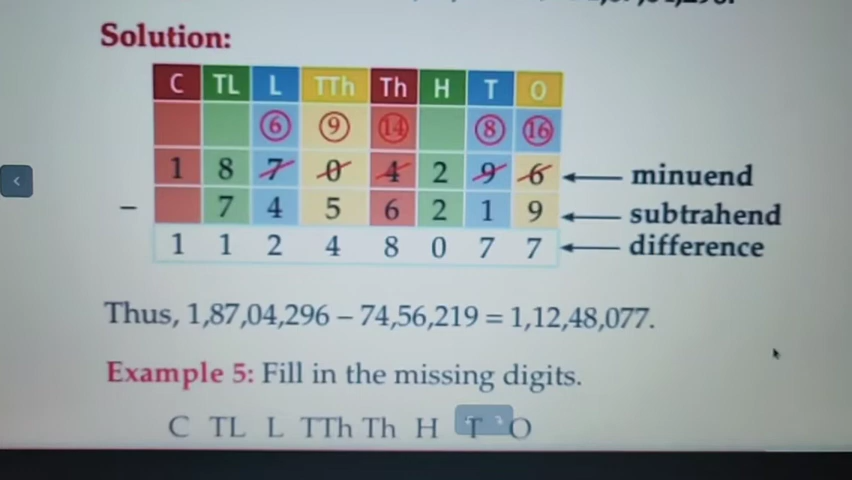 Solution:
C TL L TTh Th H T O
6 9 14 8 16
1 8 7 0 4 2 9 6 minuend
– 7 4 5 6 2 1 9 subtrahend
1 1 2 4 8 0 7 7 difference
Thus, 1,87,04,296 – 74,56,219 = 1,12,48,077.
Example 5: Fill in the missing digits.
C TL L TTh Th H T O